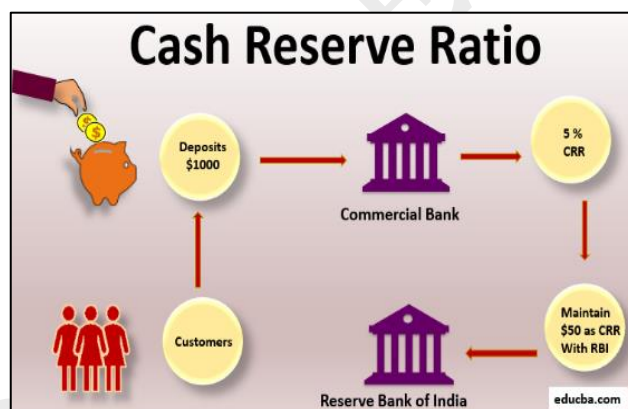 Cash Reserve Ratio
$
$
Deposits
$1000
Commercial Bank
5 %
CRR
Customers
Reserve Bank of India
Maintain
$50 as CRR
With RBI
educba.com